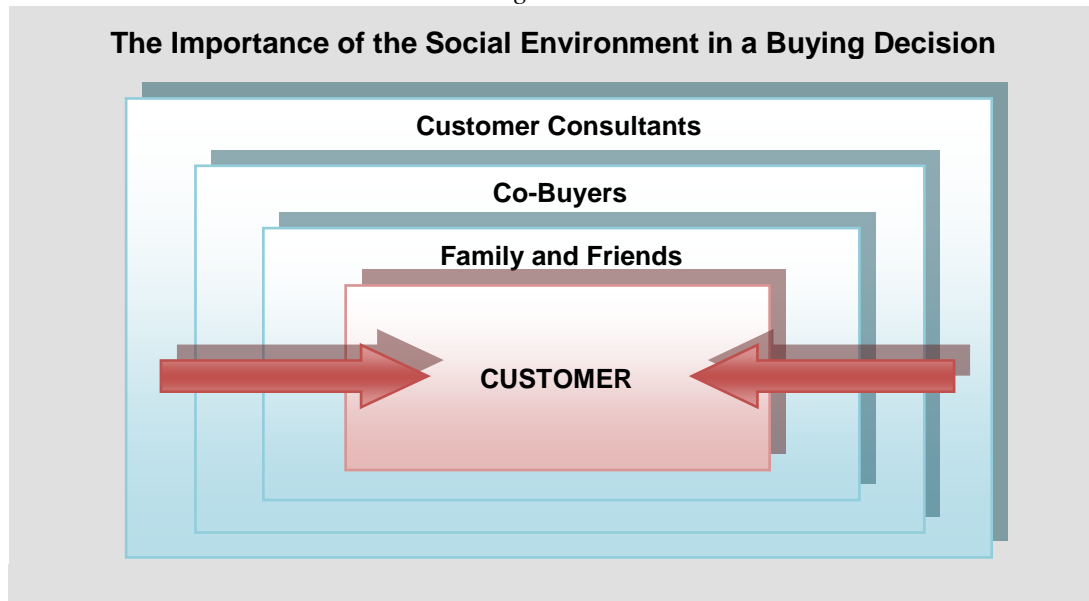 The Importance of the Social Environment in a Buying Decision
Customer Consultants
Co-Buyers
Family and Friends
CUSTOMER